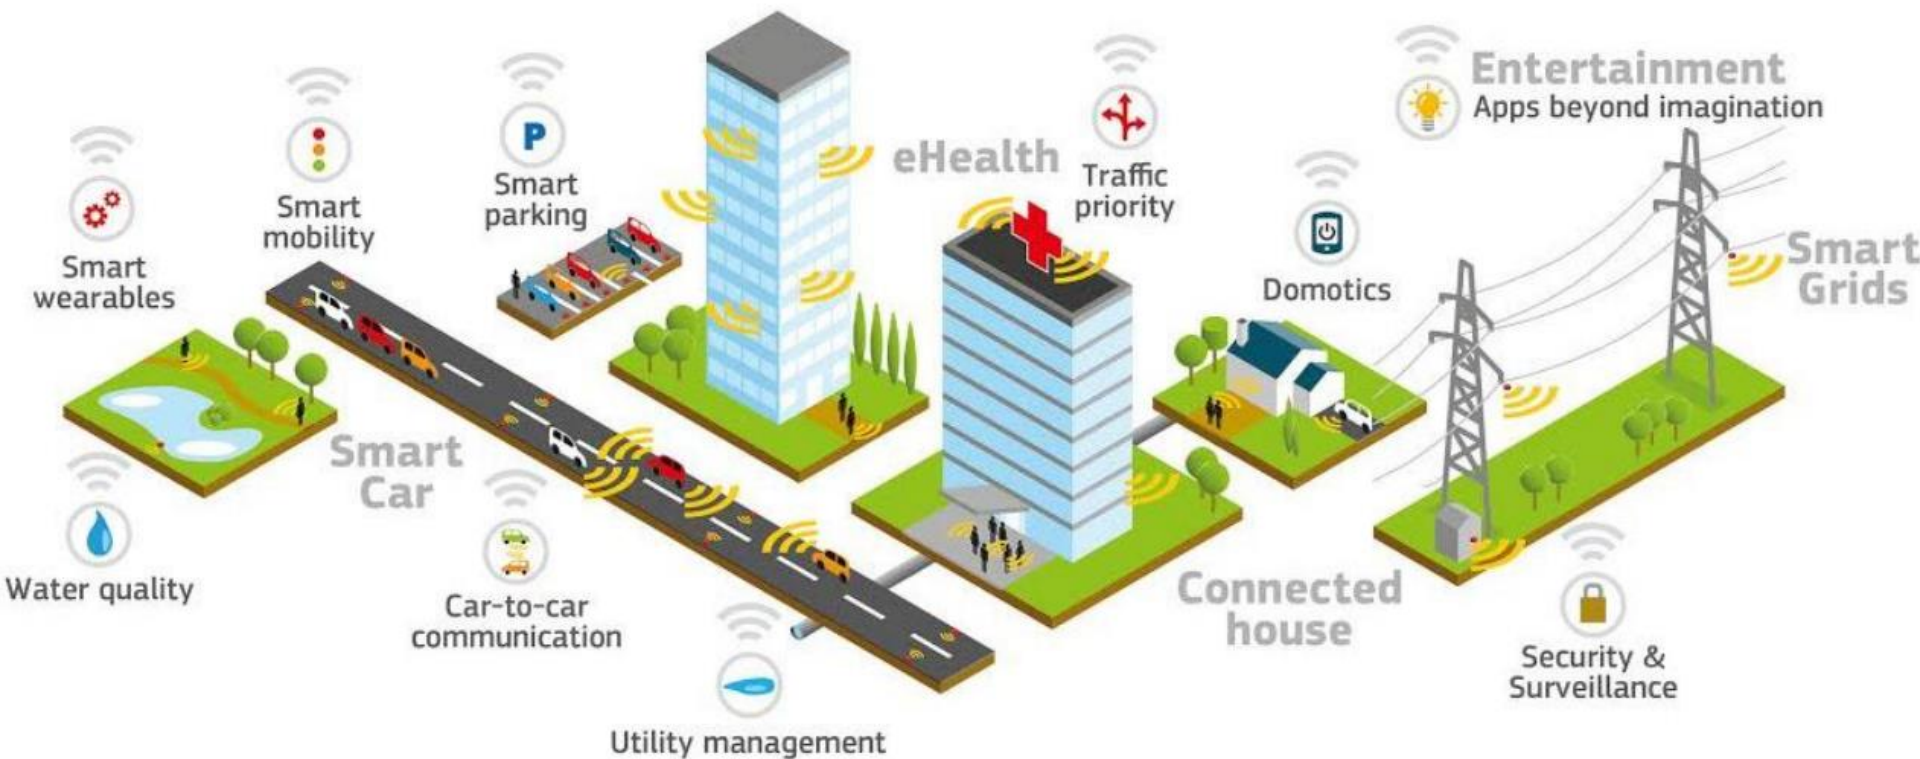 Entertainment
Apps beyond imagination
P
Smart
parking
eHealth
Traffic
priority
Smart
mobility
Smart
wearables
Domotics
Smart
Grids
Smart
Car
Water quality
Car-to-car
communication
Connected
house
Security &
Surveillance
Utility management